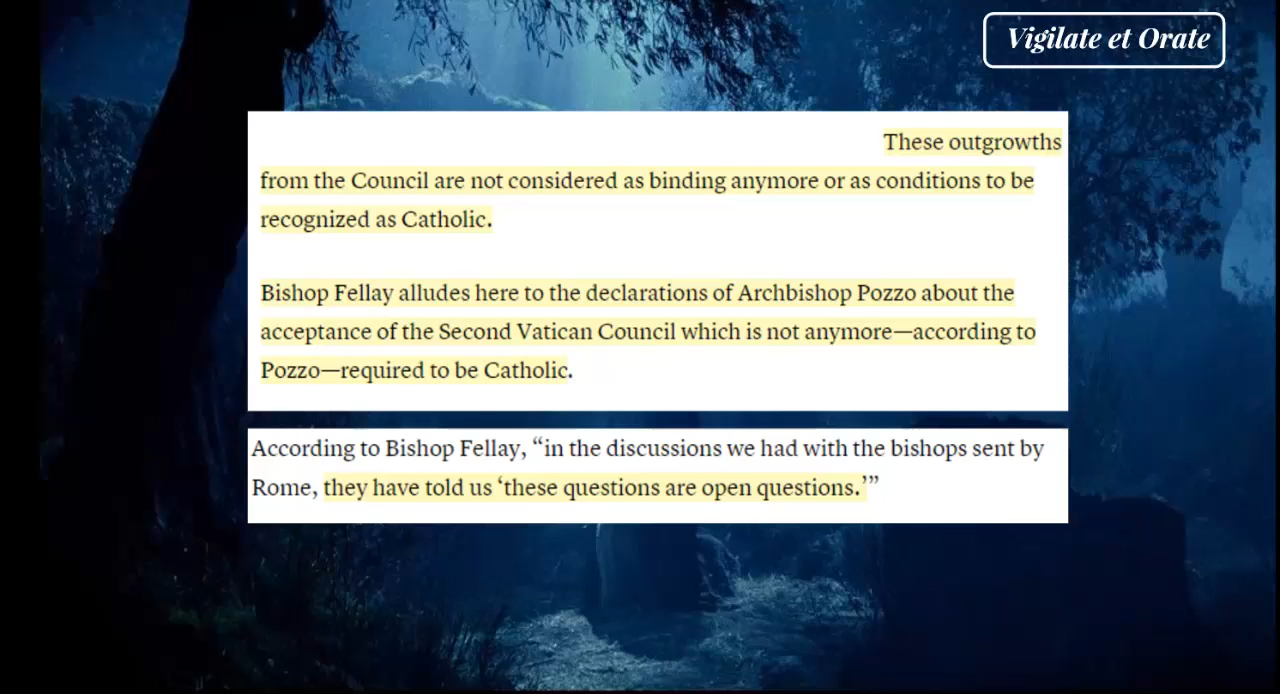 Vigilate et Orate
These outgrowths
from the Council are not considered as binding anymore or as conditions to be
recognized as Catholic.
Bishop Fellay alludes here to the declarations of Archbishop Pozzo about the
acceptance of the Second Vatican Council which is not anymore—according to
Pozzo—required to be Catholic.
According to Bishop Fellay, “in the discussions we had with the bishops sent by
Rome, they have told us ‘these questions are open questions.’”